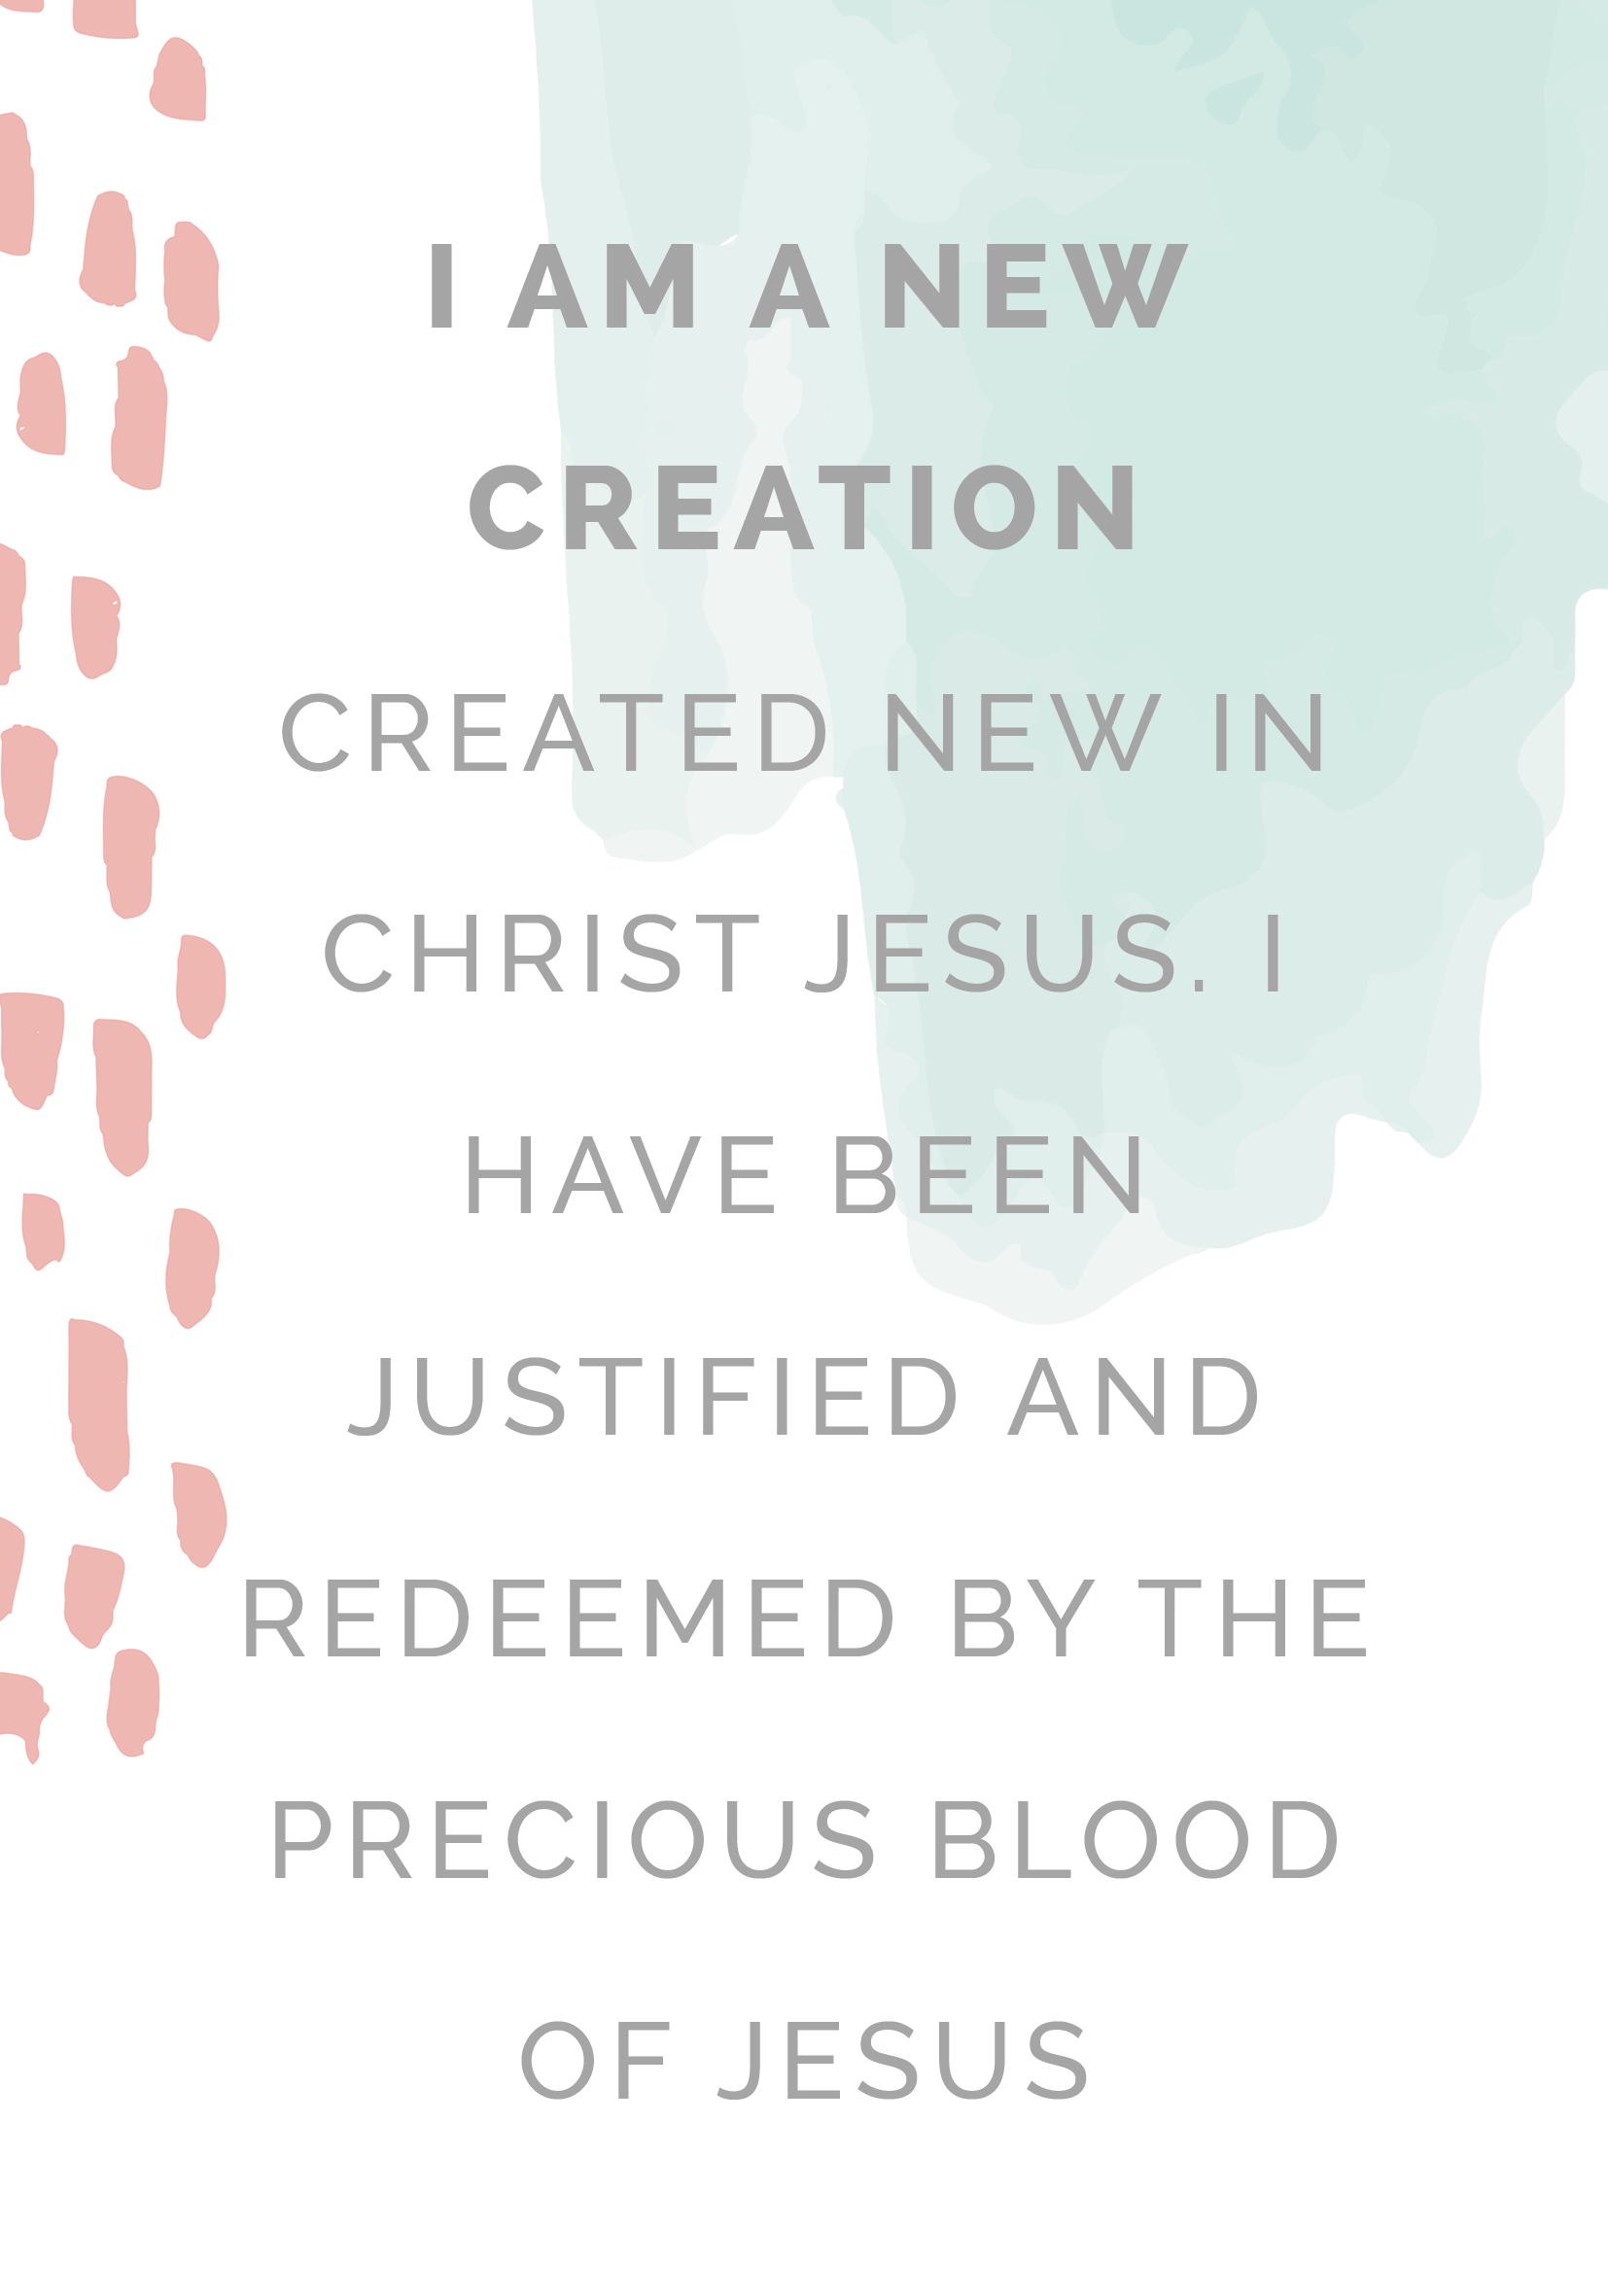 I AM A NEW
CREATION
CREATED NEW IN
CHRIST JESUS. I
HAVE BEEN
JUSTIFIED AND
REDEEMED BY THE
PRECIOUS BLOOD
OF JESUS